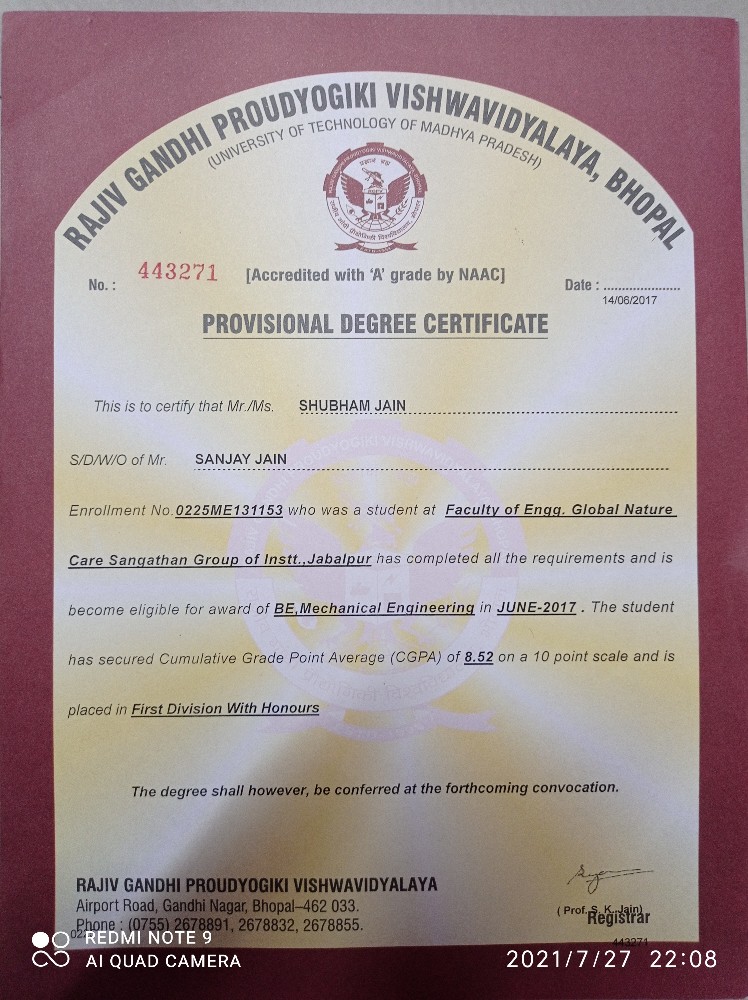 RAJIV GANDHI PROUDYOGIKI VISHWAVIDYALAYA, BHOPAL
(UNIVERSITY OF TECHNOLOGY OF MADHYA PRADESH)
No. : 443271 [Accredited with ‘A’ grade by NAAC] Date : ......................
14/06/2017
PROVISIONAL DEGREE CERTIFICATE
This is to certify that Mr./Ms. SHUBHAM JAIN
S/D/W/O of Mr. SANJAY JAIN
Enrollment No.0225ME131153 who was a student at Faculty of Engg. Global Nature
Care Sangathan Group of Instt.,Jabalpur has completed all the requirements and is
become eligible for award of BE,Mechanical Engineering in JUNE-2017 . The student
has secured Cumulative Grade Point Average (CGPA) of 8.52 on a 10 point scale and is
placed in First Division With Honours
The degree shall however, be conferred at the forthcoming convocation.
RAJIV GANDHI PROUDYOGIKI VISHWAVIDYALAYA
Airport Road, Gandhi Nagar, Bhopal–462 033.
Phone : (0755) 2678891, 2678832, 2678855.
( Prof. S. K. Jain)
Registrar
443271
REDMI NOTE 9
AI QUAD CAMERA
2021/7/27 22:08